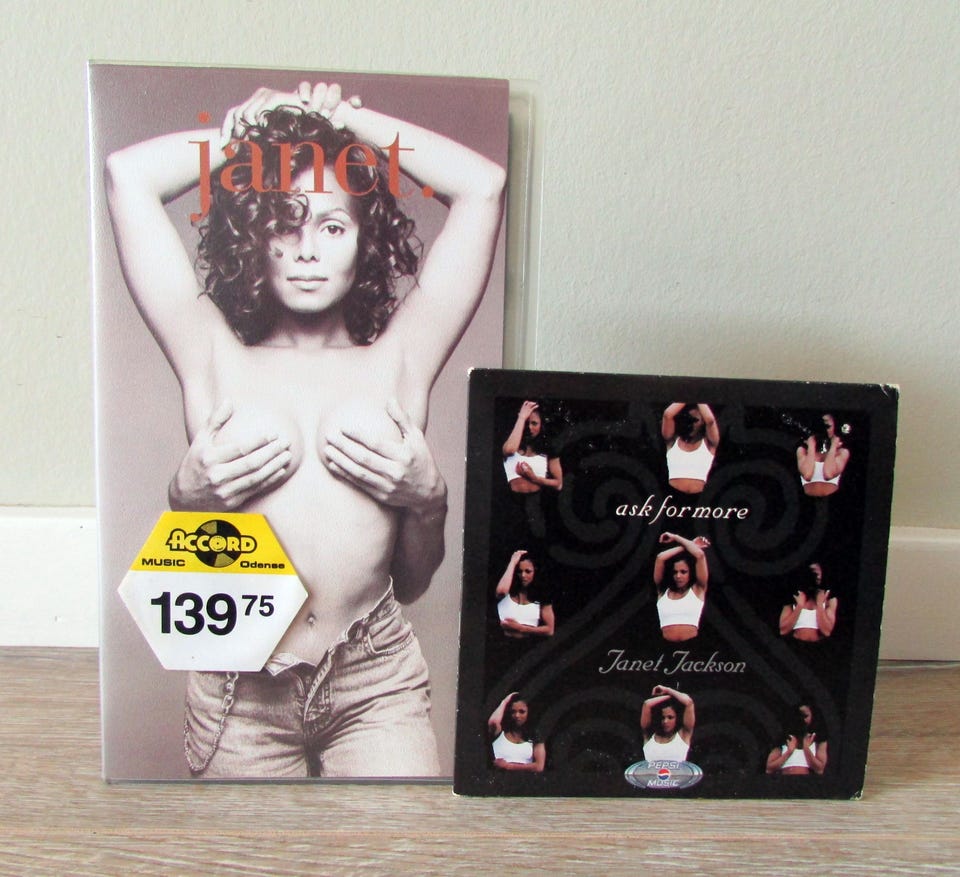 janet.
ACCORD
MUSIC Odense
139 75
ask for more
Janet Jackson
PEPSI
MUSIC